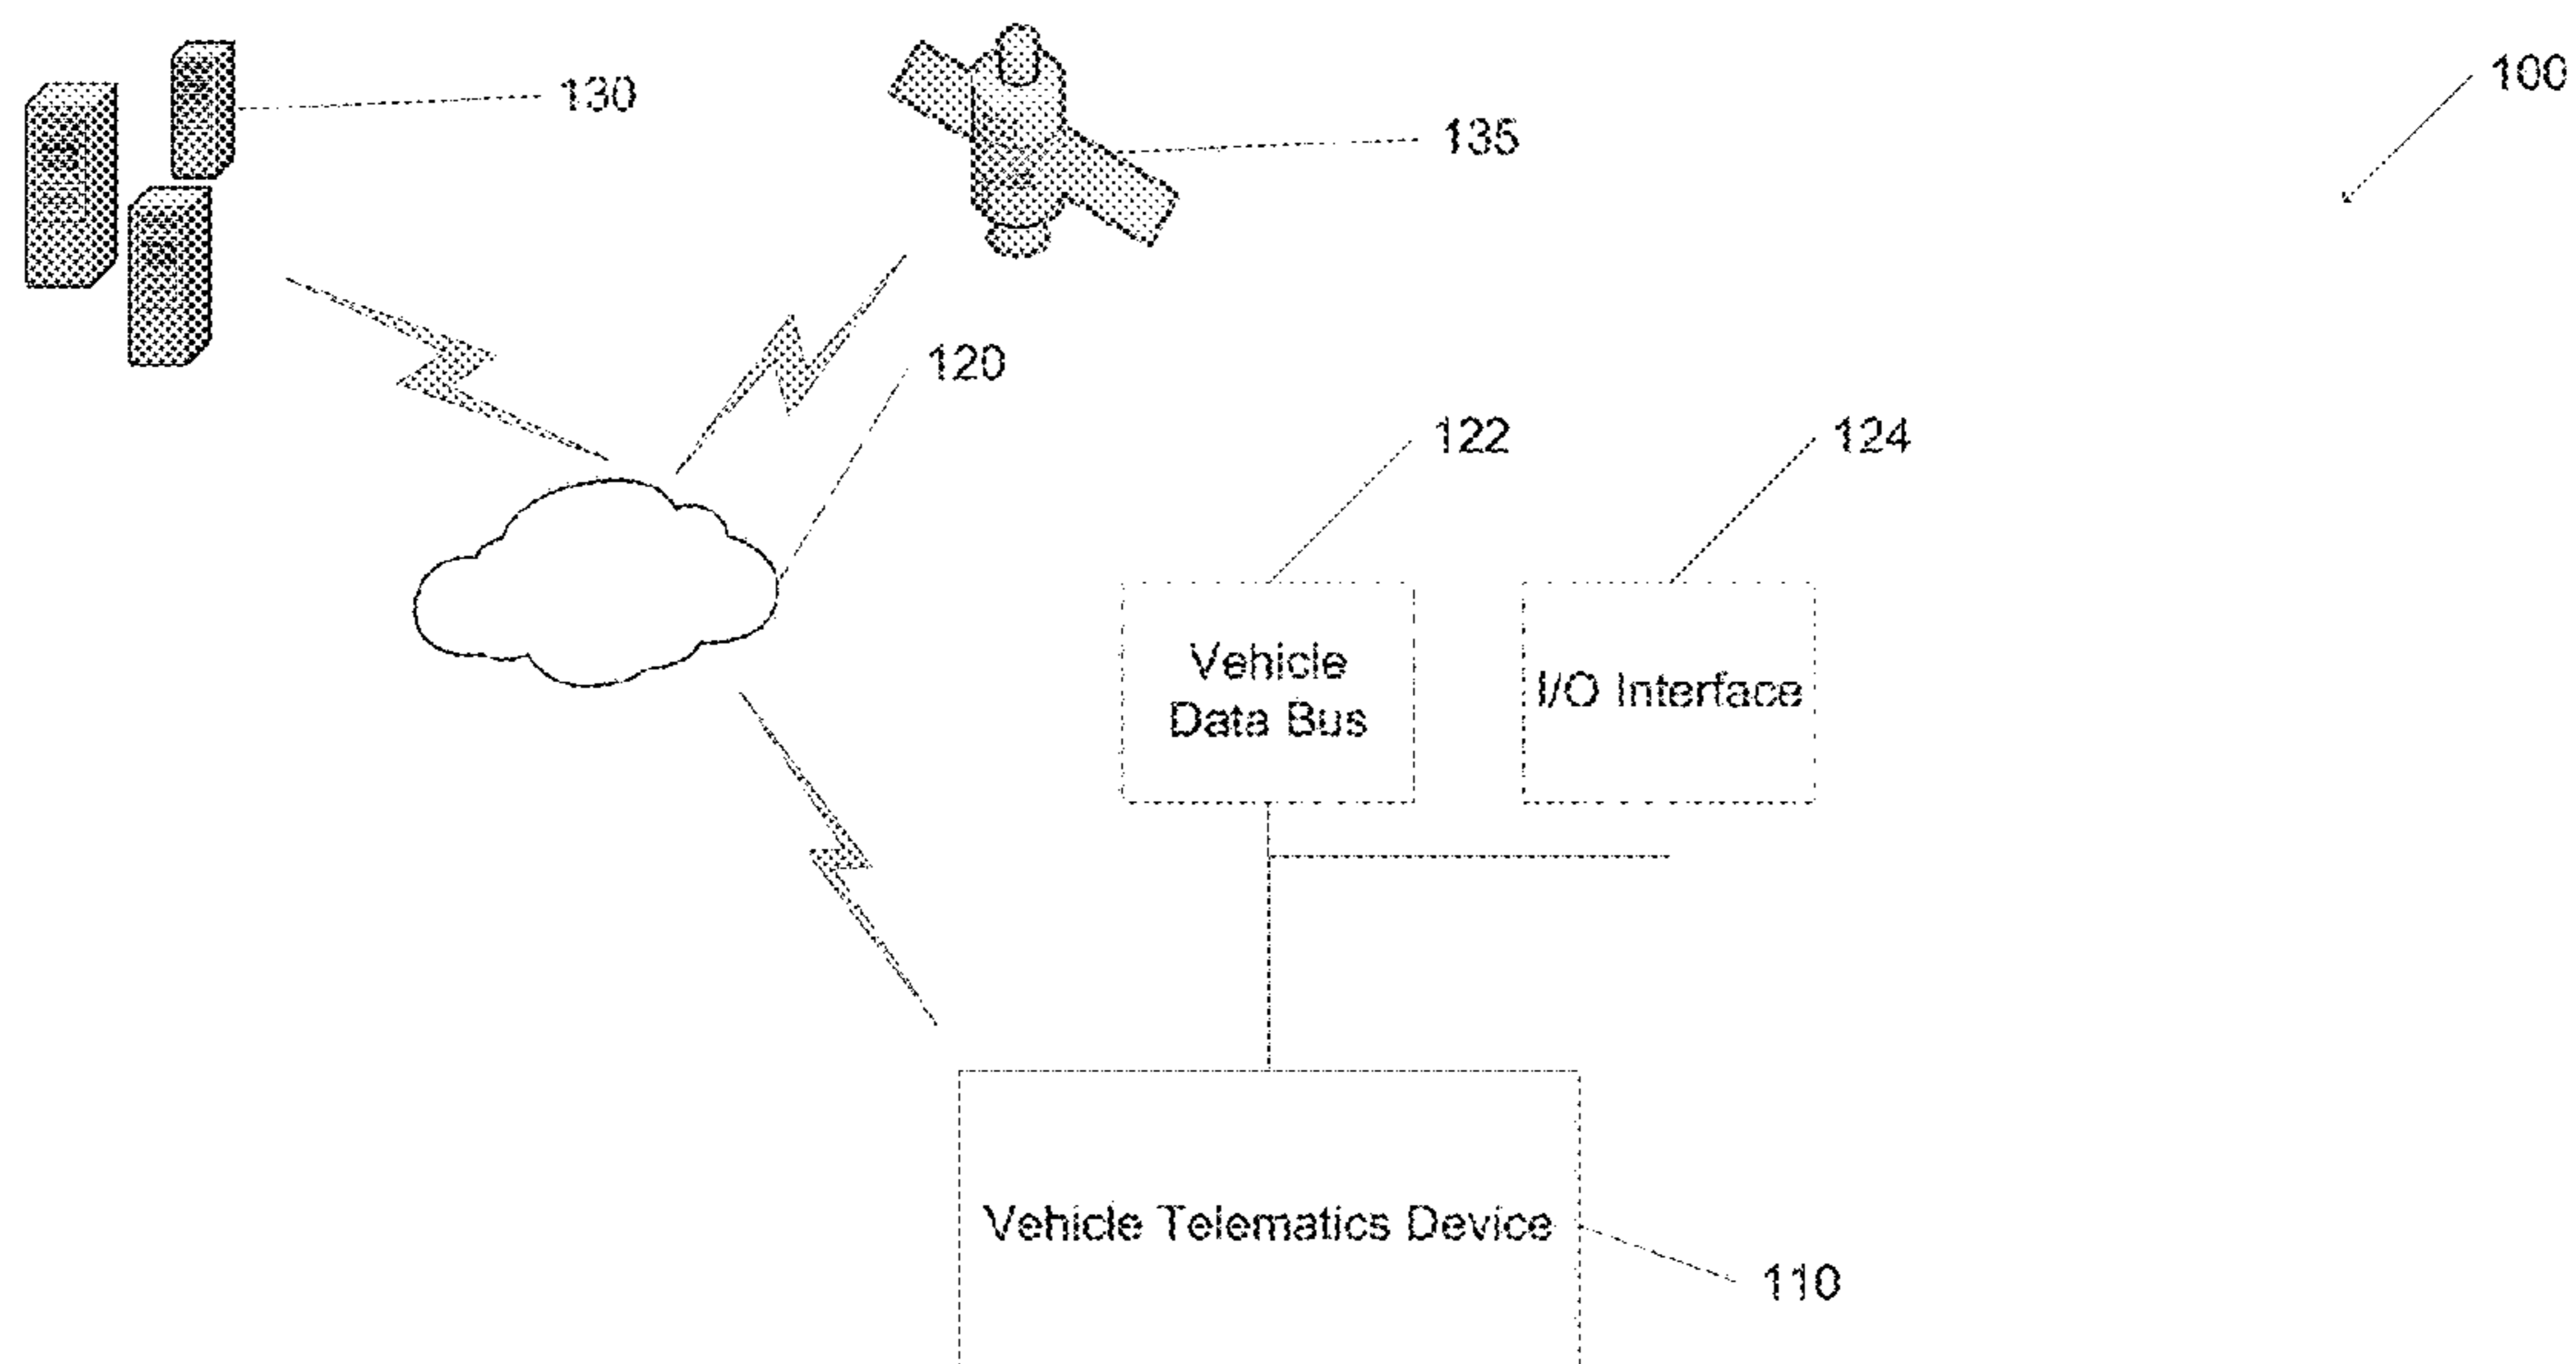 100
130
135
120
122
124
Vehicle
Data Bus
I/O Interface
Vehicle Telematics Device
110